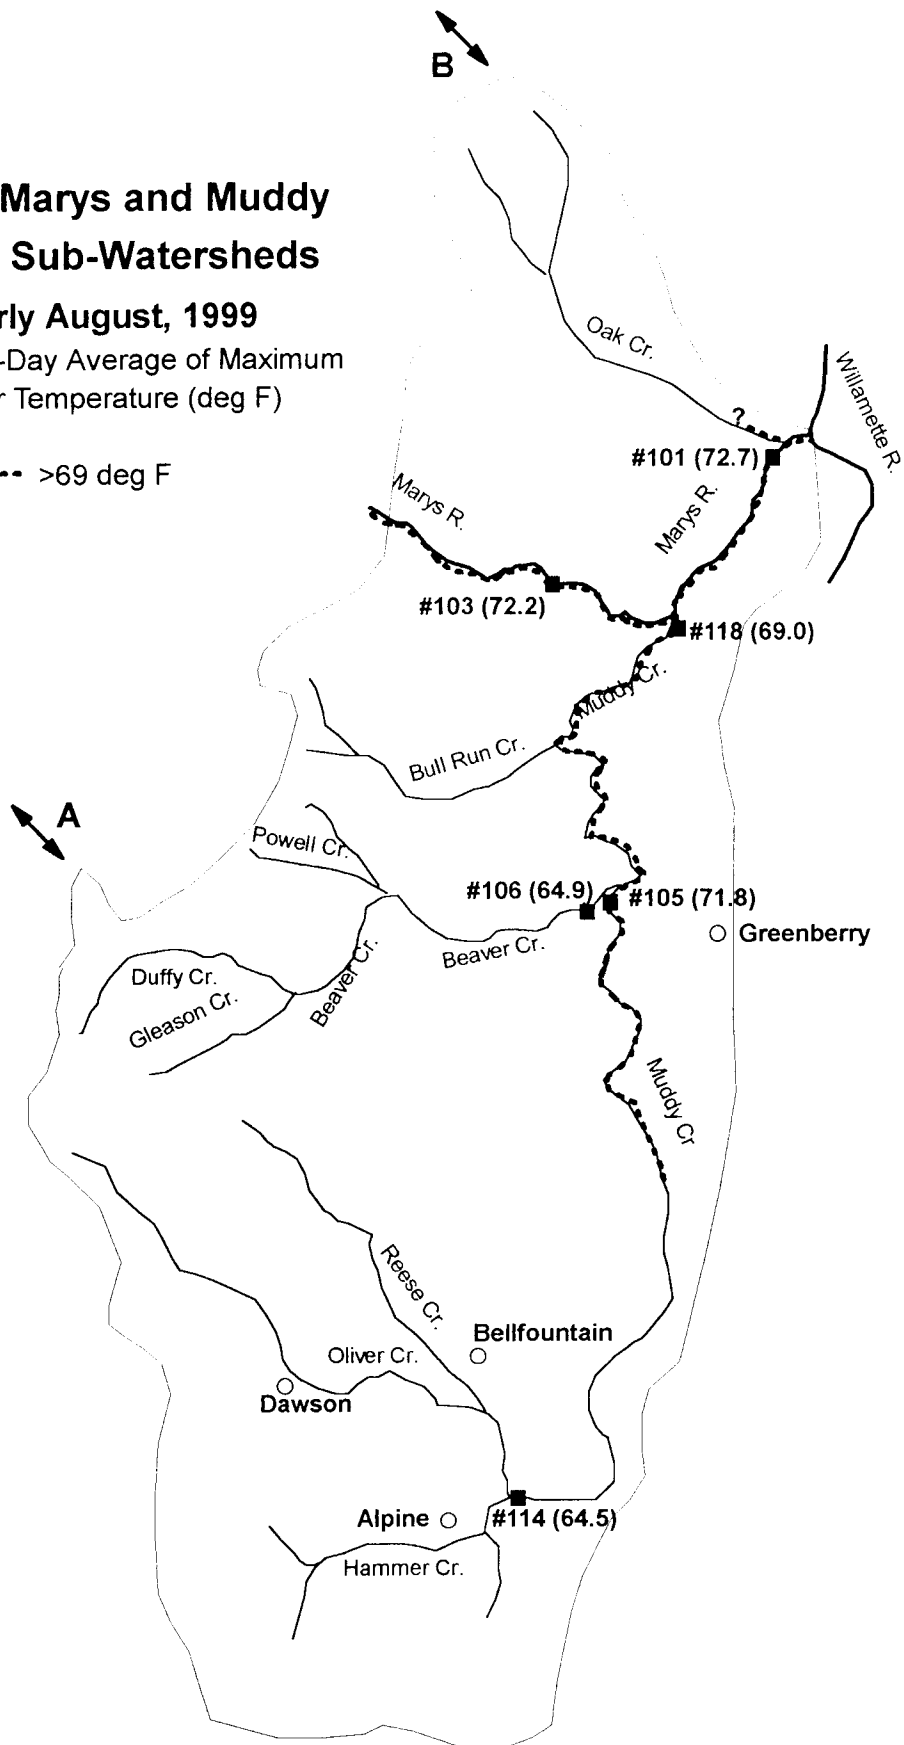 B
Marys and Muddy
Sub-Watersheds
rly August, 1999
-Day Average of Maximum
r Temperature (deg F)
>69 deg F
Oak Cr.
Willamette R.
?
#101 (72.7)
Marys R.
Marys R.
#103 (72.2)
#118 (69.0)
Muddy Cr.
Bull Run Cr.
A
Powell Cr.
#106 (64.9)
#105 (71.8)
Greenberry
Beaver Cr.
Beaver Cr.
Duffy Cr.
Gleason Cr.
Muddy Cr
Reese Cr.
Bellfountain
Oliver Cr.
Dawson
Alpine
#114 (64.5)
Hammer Cr.